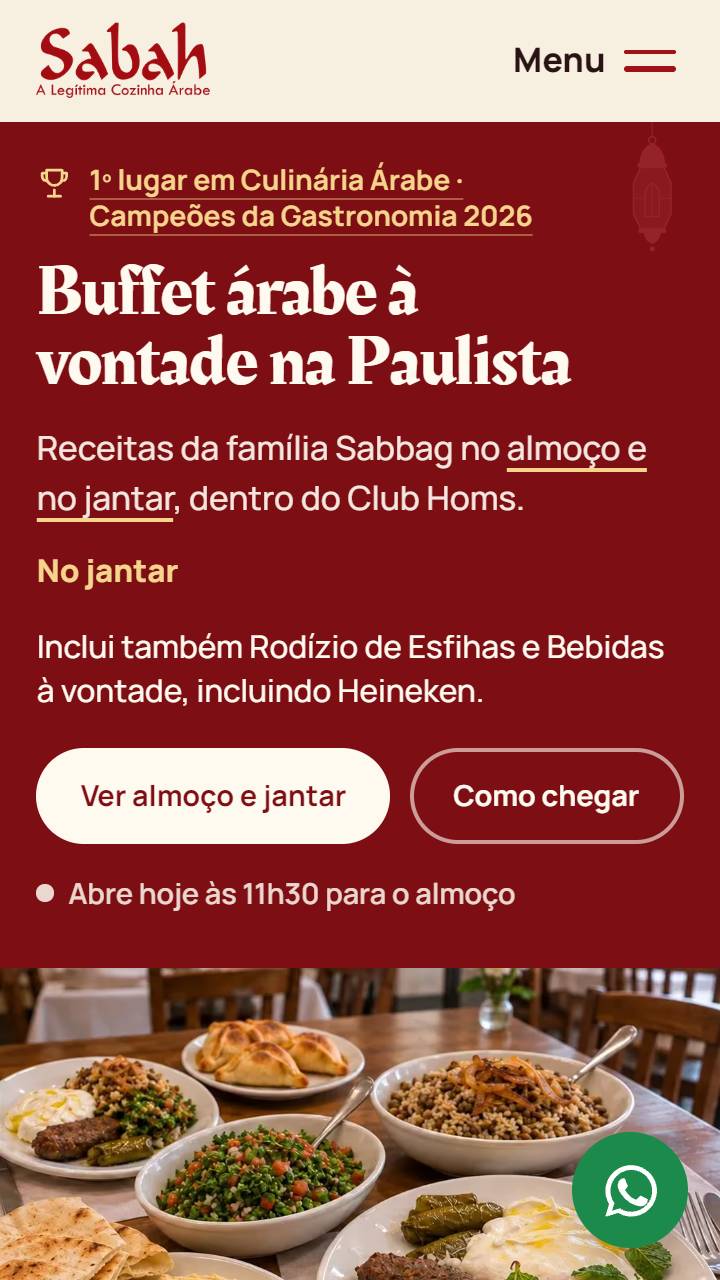 Sabah
A Legítima Cozinha Árabe
Menu
1º lugar em Culinária Árabe ·
Campeões da Gastronomia 2026
Buffet árabe à
vontade na Paulista
Receitas da família Sabbag no almoço e
no jantar, dentro do Club Homs.
No jantar
Inclui também Rodízio de Esfihas e Bebidas
à vontade, incluindo Heineken.
Ver almoço e jantar
Como chegar
Abre hoje às 11h30 para o almoço